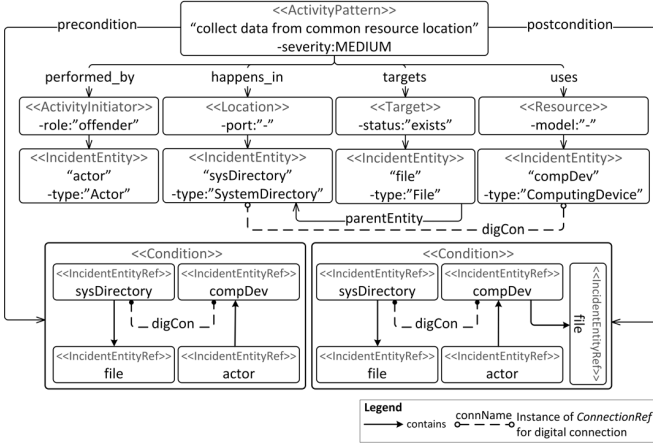 <<ActivityPattern>>
precondition
postcondition
“collect data from common resource location”
-severity:MEDIUM
performed_by
happens_in
targets
uses
<<ActivityInitiator>>
-role:”offender”
<<Location>>
-port:”-”
<<Target>>
-status:”exists”
<<Resource>>
-model:”-”
<<IncidentEntity>>
“actor”
-type:”Actor”
<<IncidentEntity>>
“sysDirectory”
-type:”SystemDirectory”
<<IncidentEntity>>
“file”
-type:”File”
<<IncidentEntity>>
“compDev”
-type:”ComputingDevice”
parentEntity
digCon
<<Condition>>
<<IncidentEntityRef>>
sysDirectory
<<IncidentEntityRef>>
compDev
digCon
<<IncidentEntityRef>>
file
<<IncidentEntityRef>>
actor
<<Condition>>
<<IncidentEntityRef>>
sysDirectory
<<IncidentEntityRef>>
compDev
digCon
<<IncidentEntityRef>>
file
<<IncidentEntityRef>>
actor
<<IncidentEntityRef>>
file
Legend
contains
connName
Instance of ConnectionRef
for digital connection